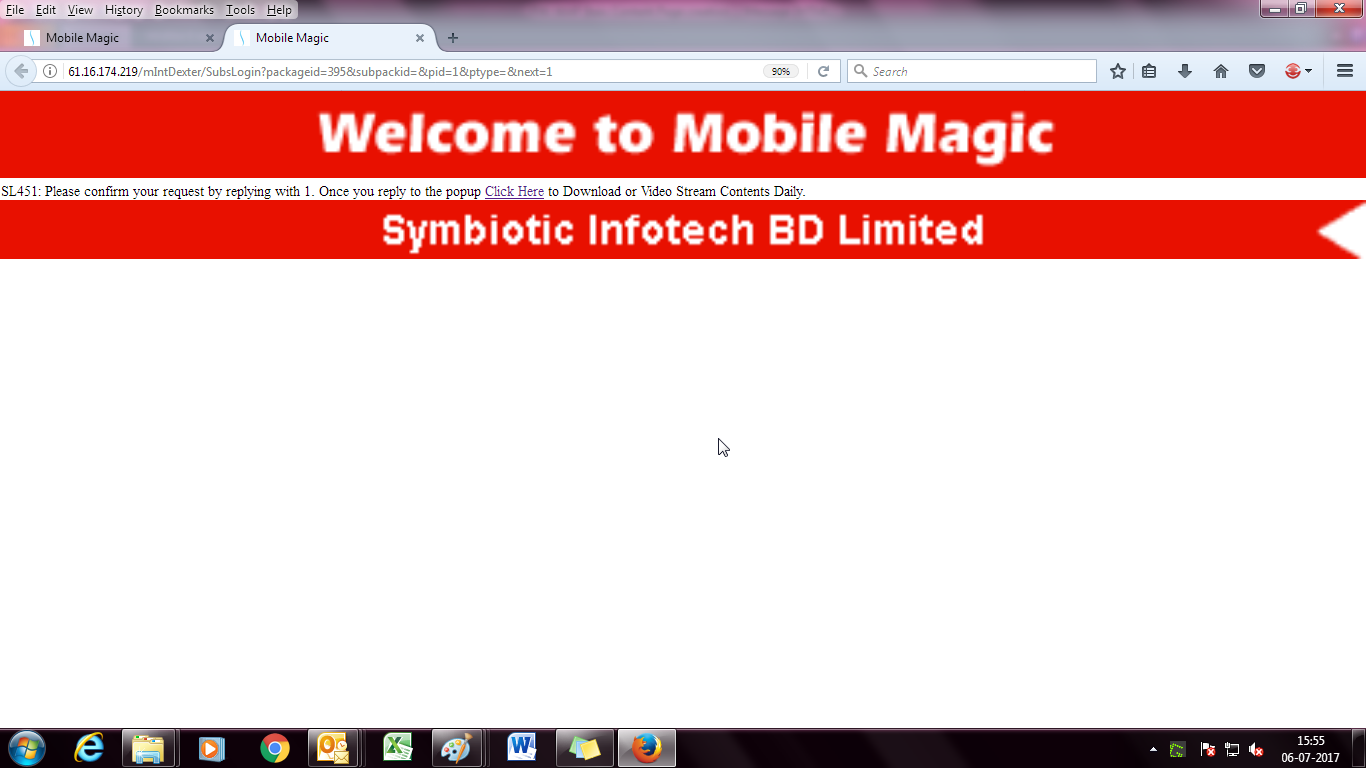 File Edit View History Bookmarks Tools Help
Mobile Magic
Mobile Magic
61.16.174.219/mIntDexter/SubsLogin?packageid=395&subpackid=&pid=1&ptype=&next=1
90%
Search
Welcome to Mobile Magic
SL451: Please confirm your request by replying with 1. Once you reply to the popup Click Here to Download or Video Stream Contents Daily.
Symbiotic Infotech BD Limited
15:55
06-07-2017